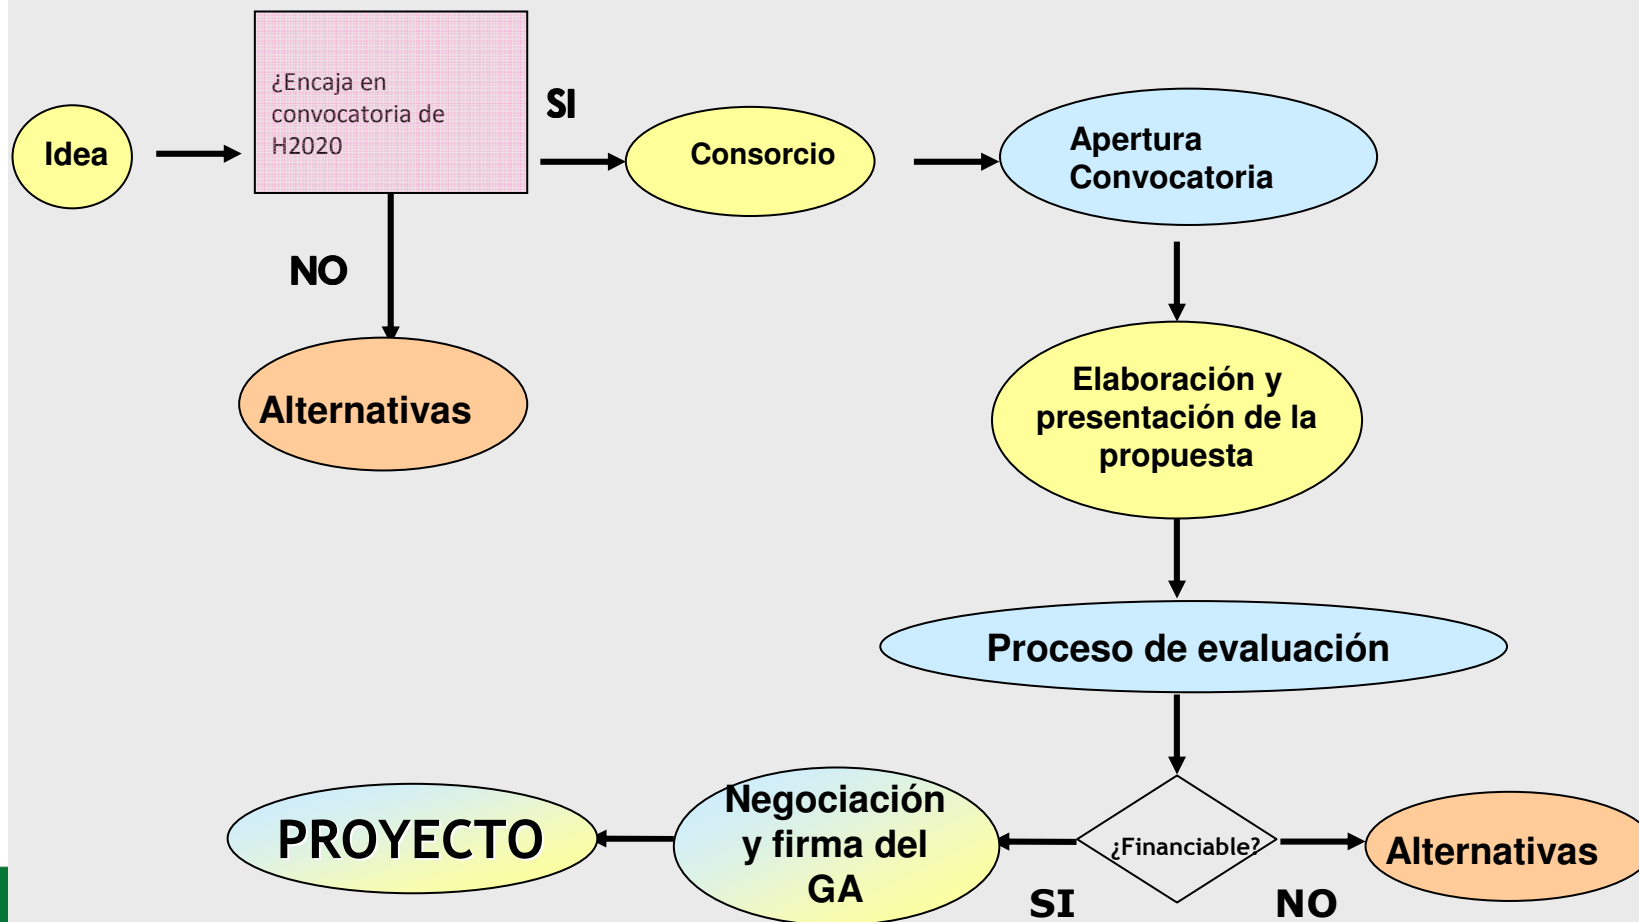 Idea
¿Encaja en
convocatoria de
H2020
SI
Consorcio
Apertura
Convocatoria
NO
Alternativas
Elaboración y
presentación de la
propuesta
Proceso de evaluación
¿Financiable?
SI
NO
Negociación
y firma del
GA
PROYECTO
Alternativas